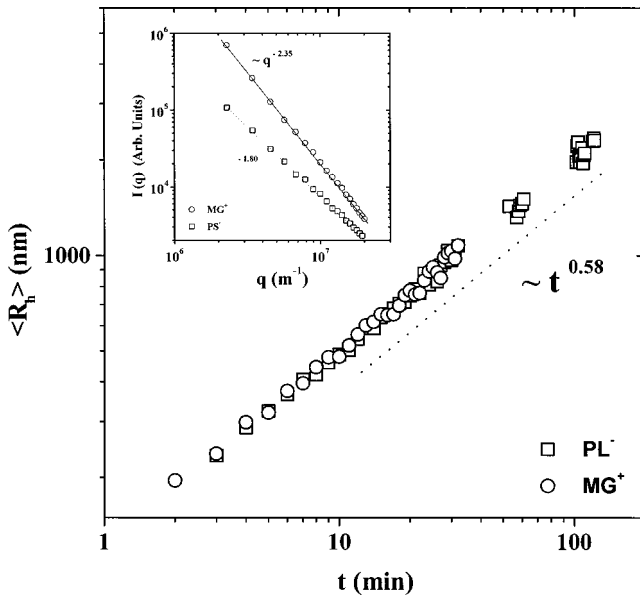 10^6
~ q^-2.35
10^5
I (q) (Arb. Units)
- 1.80
10^4
MG^+
PS^-
10^6
10^7
q (m^-1)
1000
<R_h> (nm)
~ t^0.58
PL^-
MG^+
1
10
100
t (min)